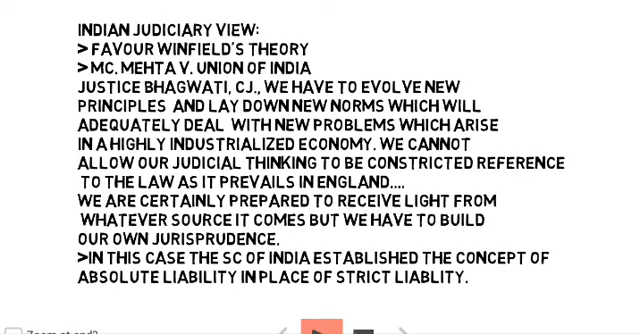 INDIAN JUDICIARY VIEW:
> FAVOUR WINFIELD'S THEORY
> MC. MEHTA V. UNION OF INDIA
JUSTICE BHAGWATI, CJ., WE HAVE TO EVOLVE NEW
PRINCIPLES AND LAY DOWN NEW NORMS WHICH WILL
ADEQUATELY DEAL WITH NEW PROBLEMS WHICH ARISE
IN A HIGHLY INDUSTRIALIZED ECONOMY. WE CANNOT
ALLOW OUR JUDICIAL THINKING TO BE CONSTRICTED REFERENCE
TO THE LAW AS IT PREVAILS IN ENGLAND....
WE ARE CERTAINLY PREPARED TO RECEIVE LIGHT FROM
WHATEVER SOURCE IT COMES BUT WE HAVE TO BUILD
OUR OWN JURISPRUDENCE.
>IN THIS CASE THE SC OF INDIA ESTABLISHED THE CONCEPT OF
ABSOLUTE LIABILITY IN PLACE OF STRICT LIABLITY.